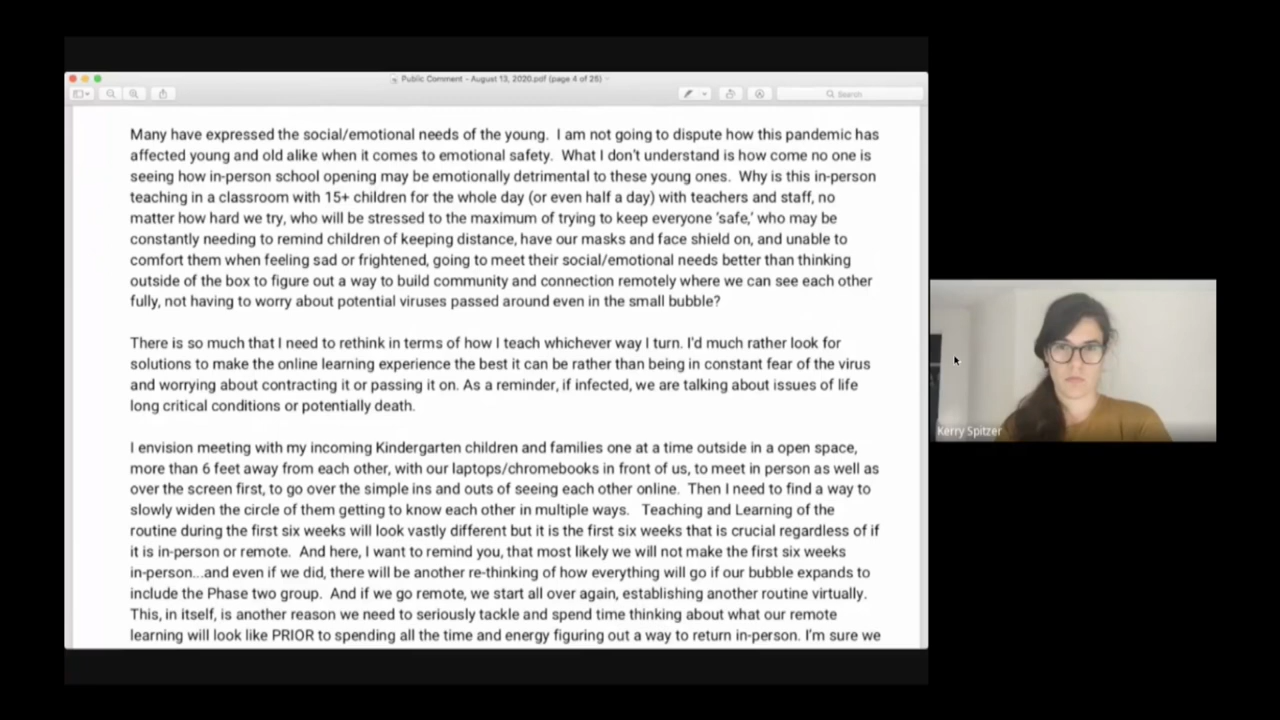 Public Comment - August 13, 2020.pdf (page 4 of 25)
Search
Many have expressed the social/emotional needs of the young. I am not going to dispute how this pandemic has
affected young and old alike when it comes to emotional safety. What I don't understand is how come no one is
seeing how in-person school opening may be emotionally detrimental to these young ones. Why is this in-person
teaching in a classroom with 15+ children for the whole day (or even half a day) with teachers and staff, no
matter how hard we try, who will be stressed to the maximum of trying to keep everyone 'safe,' who may be
constantly needing to remind children of keeping distance, have our masks and face shield on, and unable to
comfort them when feeling sad or frightened, going to meet their social/emotional needs better than thinking
outside of the box to figure out a way to build community and connection remotely where we can see each other
fully, not having to worry about potential viruses passed around even in the small bubble?
There is so much that I need to rethink in terms of how I teach whichever way I turn. I'd much rather look for
solutions to make the online learning experience the best it can be rather than being in constant fear of the virus
and worrying about contracting it or passing it on. As a reminder, if infected, we are talking about issues of life
long critical conditions or potentially death.
I envision meeting with my incoming Kindergarten children and families one at a time outside in a open space,
more than 6 feet away from each other, with our laptops/chromebooks in front of us, to meet in person as well as
over the screen first, to go over the simple ins and outs of seeing each other online. Then I need to find a way to
slowly widen the circle of them getting to know each other in multiple ways. Teaching and Learning of the
routine during the first six weeks will look vastly different but it is the first six weeks that is crucial regardless of if
it is in-person or remote. And here, I want to remind you, that most likely we will not make the first six weeks
in-person...and even if we did, there will be another re-thinking of how everything will go if our bubble expands to
include the Phase two group. And if we go remote, we start all over again, establishing another routine virtually.
This, in itself, is another reason we need to seriously tackle and spend time thinking about what our remote
learning will look like PRIOR to spending all the time and energy figuring out a way to return in-person. I'm sure we
Kerry Spitzer